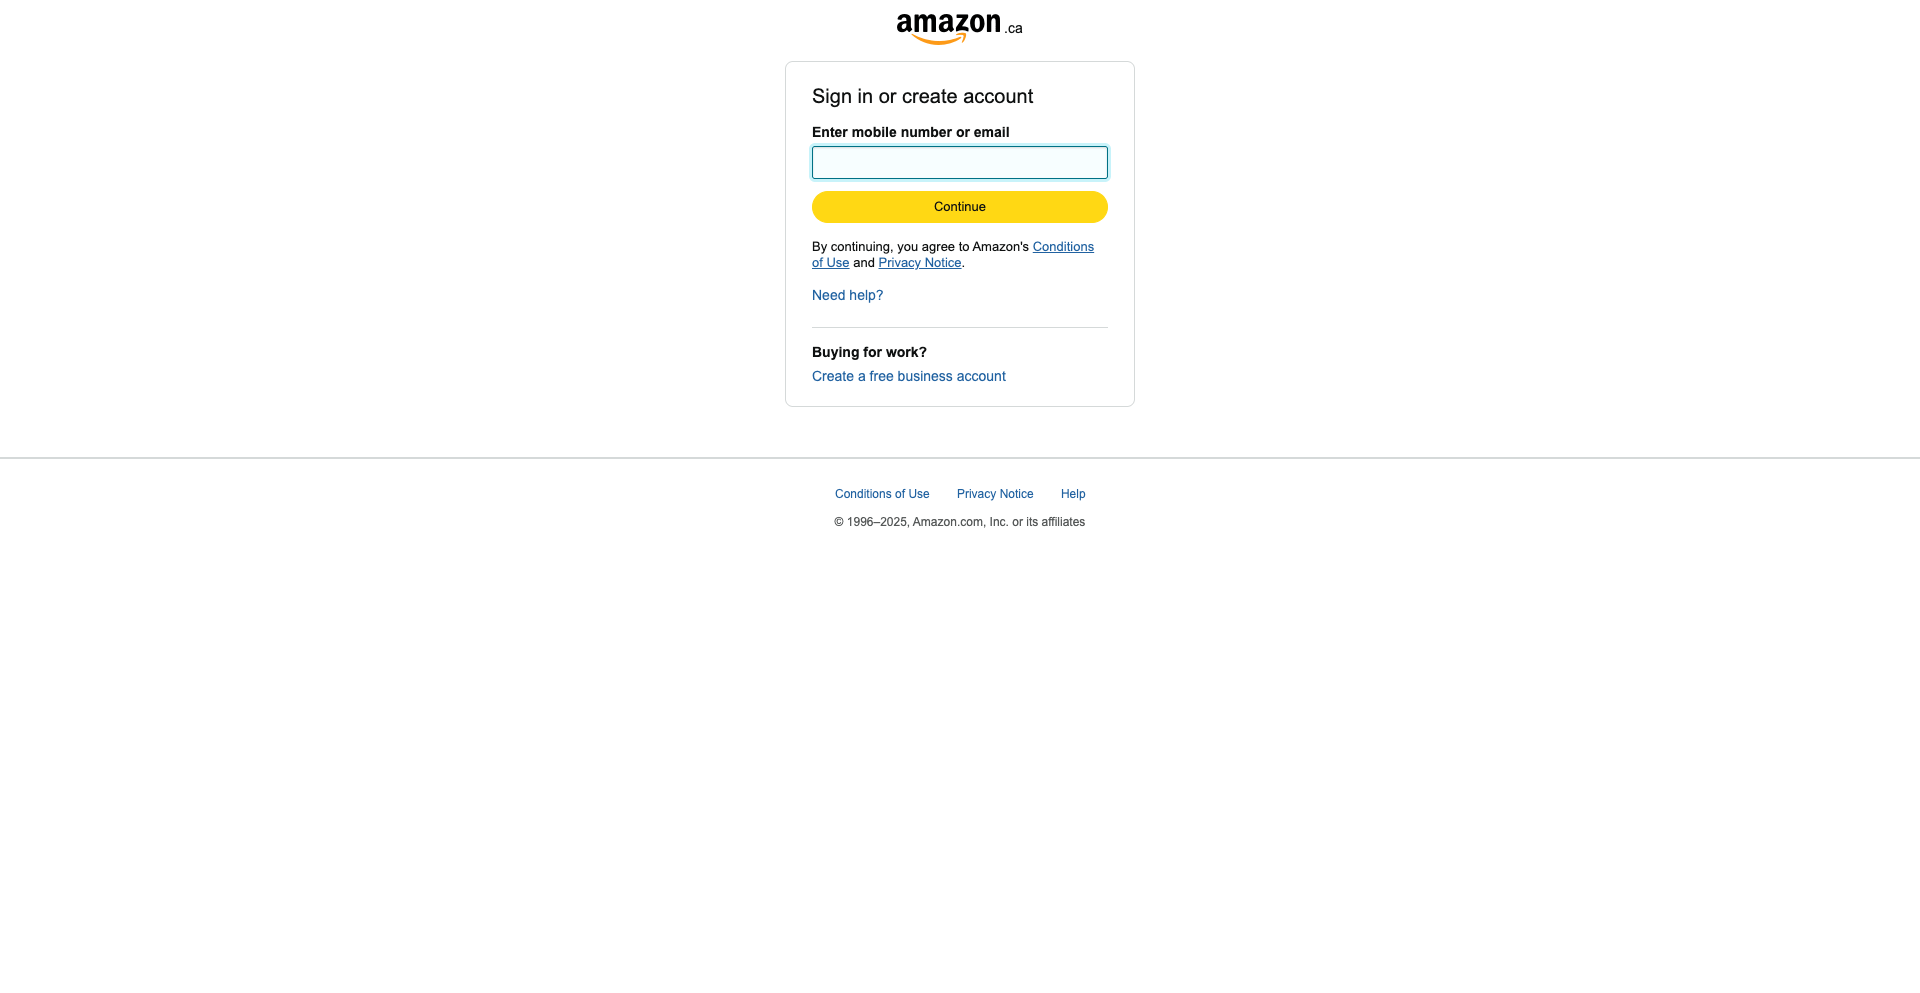 amazon.ca
Sign in or create account
Enter mobile number or email
Continue
By continuing, you agree to Amazon's Conditions
of Use and Privacy Notice.
Need help?
Buying for work?
Create a free business account
Conditions of Use Privacy Notice Help
© 1996–2025, Amazon.com, Inc. or its affiliates